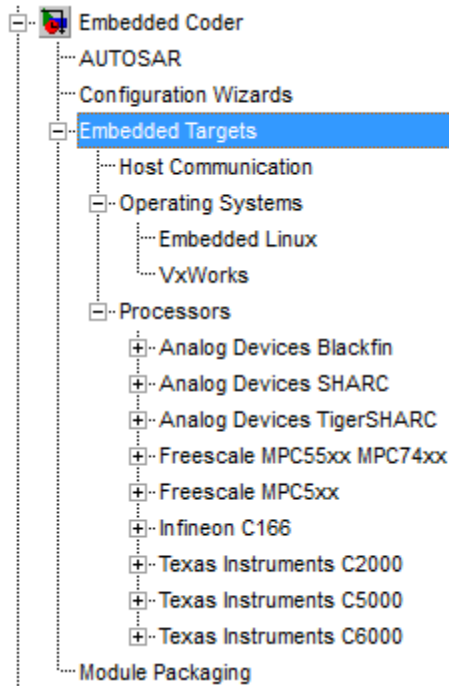 Embedded Coder
AUTOSAR
Configuration Wizards
Embedded Targets
Host Communication
Operating Systems
Embedded Linux
VxWorks
Processors
Analog Devices Blackfin
Analog Devices SHARC
Analog Devices TigerSHARC
Freescale MPC55xx MPC74xx
Freescale MPC5xx
Infineon C166
Texas Instruments C2000
Texas Instruments C5000
Texas Instruments C6000
Module Packaging